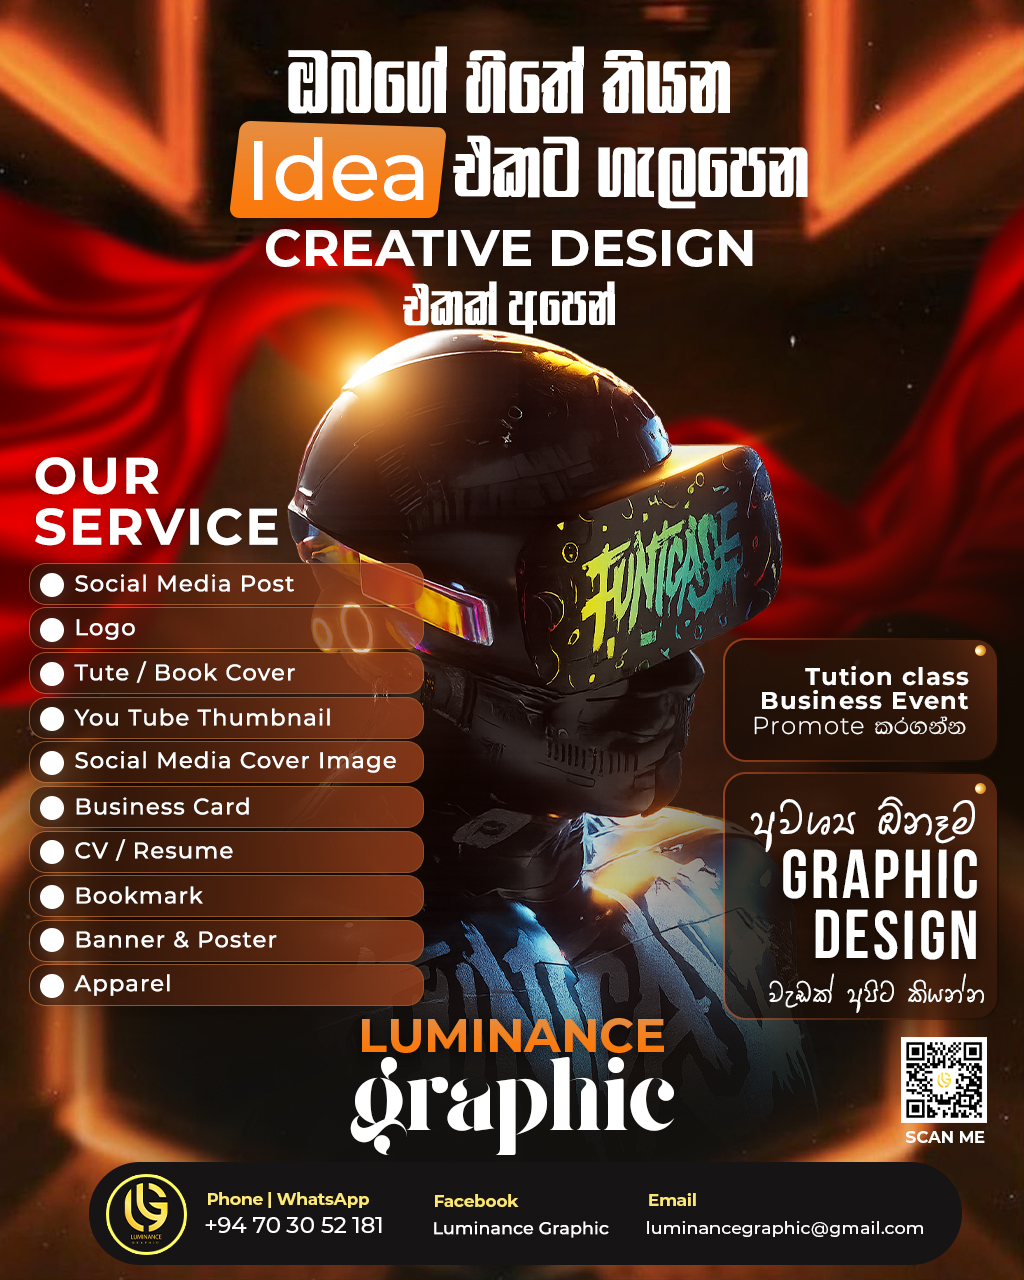 ඔබගේ හිතේ තියන
Idea එකට ගැලපෙන
CREATIVE DESIGN
එකක් අපෙන්
FUNTCASE
OUR
SERVICE
Social Media Post
Logo
Tute / Book Cover
You Tube Thumbnail
Social Media Cover Image
Business Card
CV / Resume
Bookmark
Banner & Poster
Apparel
Tution class
Business Event
Promote කරගන්න
අවශ්‍ය ඕනෑම
GRAPHIC
DESIGN
වැඩක් අපිට කියන්න
LUMINANCE
graphic
SCAN ME
LUMINANCE
GRAPHIC
Phone | WhatsApp
+94 70 30 52 181
Facebook
Luminance Graphic
Email
luminancegraphic@gmail.com